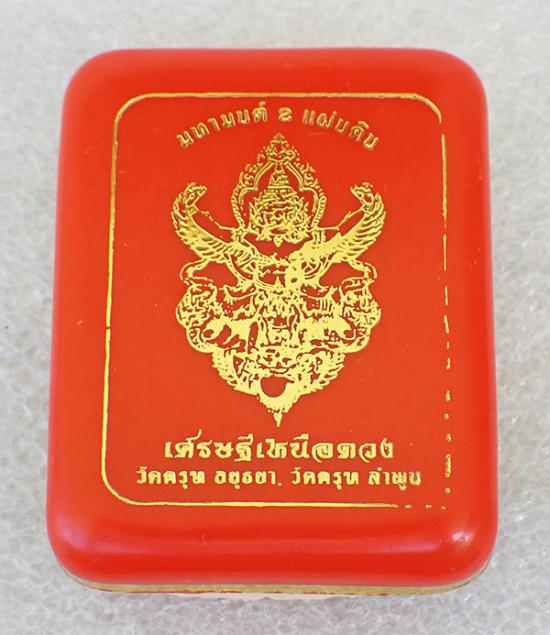 มหามนต์ ๒ แผ่นดิน
เศรษฐีเหนือดวง
วัดครุฑ อยุธยา. วัดครุฑ ลำพูน